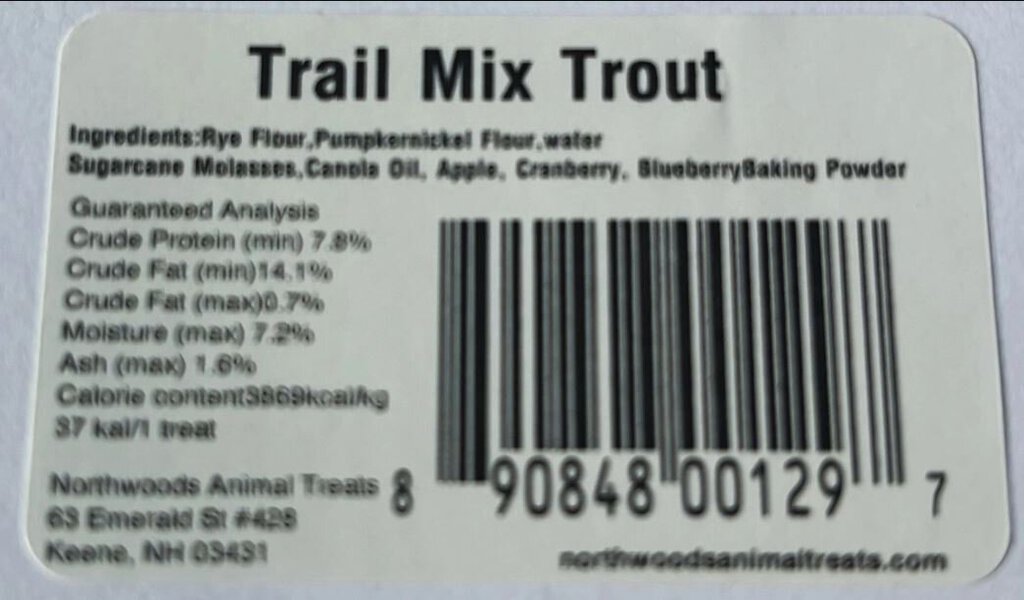 Trail Mix Trout
Ingredients:Rye Flour,Pumpkernickel Flour,water
Sugarcane Molasses,Canola Oil, Apple, Cranberry, BlueberryBaking Powder
Guaranteed Analysis
Crude Protein (min) 7.8%
Crude Fat (min)14.1%
Crude Fat (max)0.7%
Moisture (max) 7.2%
Ash (max) 1.6%
Calorie content3869kcal/kg
37 kal/1 treat
Northwoods Animal Treats
63 Emerald St #428
Keene, NH 03431
8 90848 00129 7
northwoodsanimaltreats.com